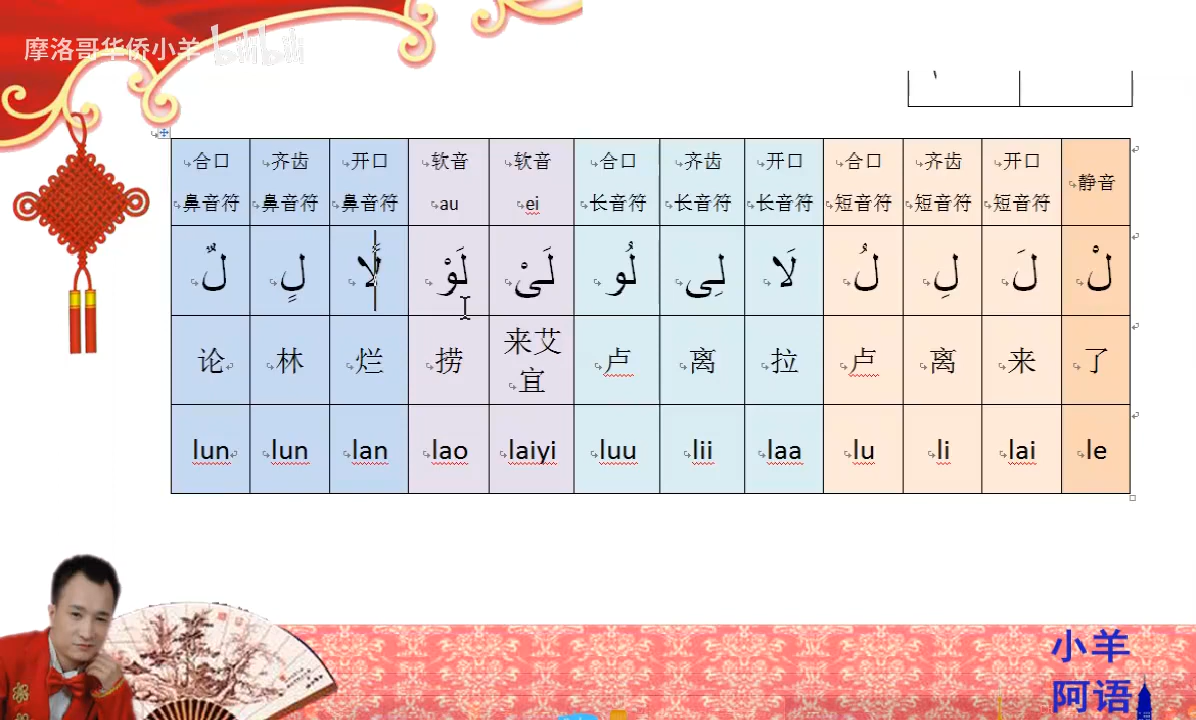 摩洛哥华侨小羊 bilibili
合口 齐齿 开口 软音 软音 合口 齐齿 开口 合口 齐齿 开口 静音
鼻音符 鼻音符 鼻音符 au ei 长音符 长音符 长音符 短音符 短音符 短音符
لٌ لٍ لًا لَوْ لَىْ لُو لِى لَا لُ لِ لَ لْ
论 林 烂 捞 来艾宜 卢 离 拉 卢 离 来 了
lun lun lan lao laiyi luu lii laa lu li lai le
小羊
阿语